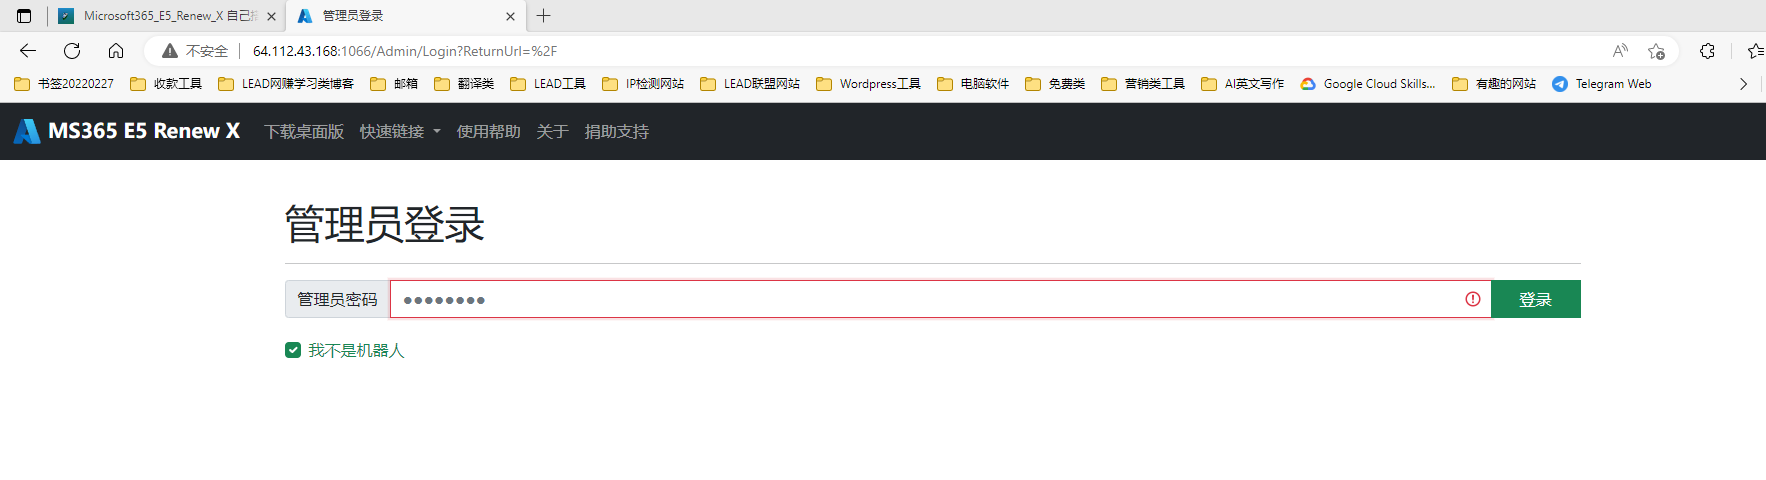 Microsoft365_E5_Renew_X 自己搭
管理员登录
不安全 64.112.43.168:1066/Admin/Login?ReturnUrl=%2F
书签20220227 收款工具 LEAD网赚学习类博客 邮箱 翻译类 LEAD工具 IP检测网站 LEAD联盟网站 Wordpress工具 电脑软件 免费类 营销类工具 AI英文写作 Google Cloud Skills... 有趣的网站 Telegram Web
MS365 E5 Renew X 下载桌面版 快速链接 使用帮助 关于 捐助支持
管理员登录
管理员密码 ●●●●●●●● 登录
我不是机器人